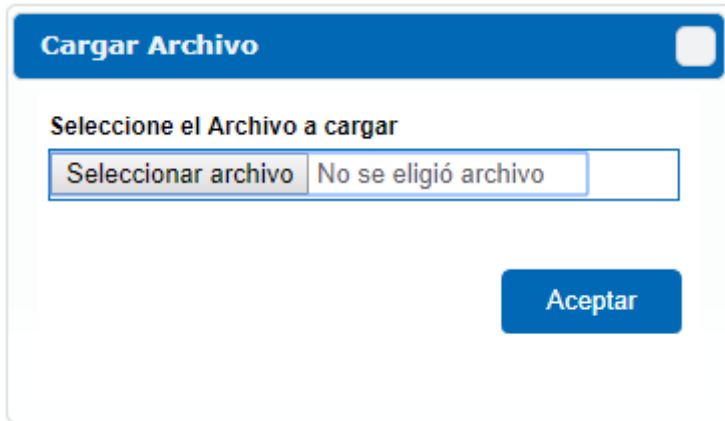 Cargar Archivo
Seleccione el Archivo a cargar
Seleccionar archivo No se eligió archivo
Aceptar